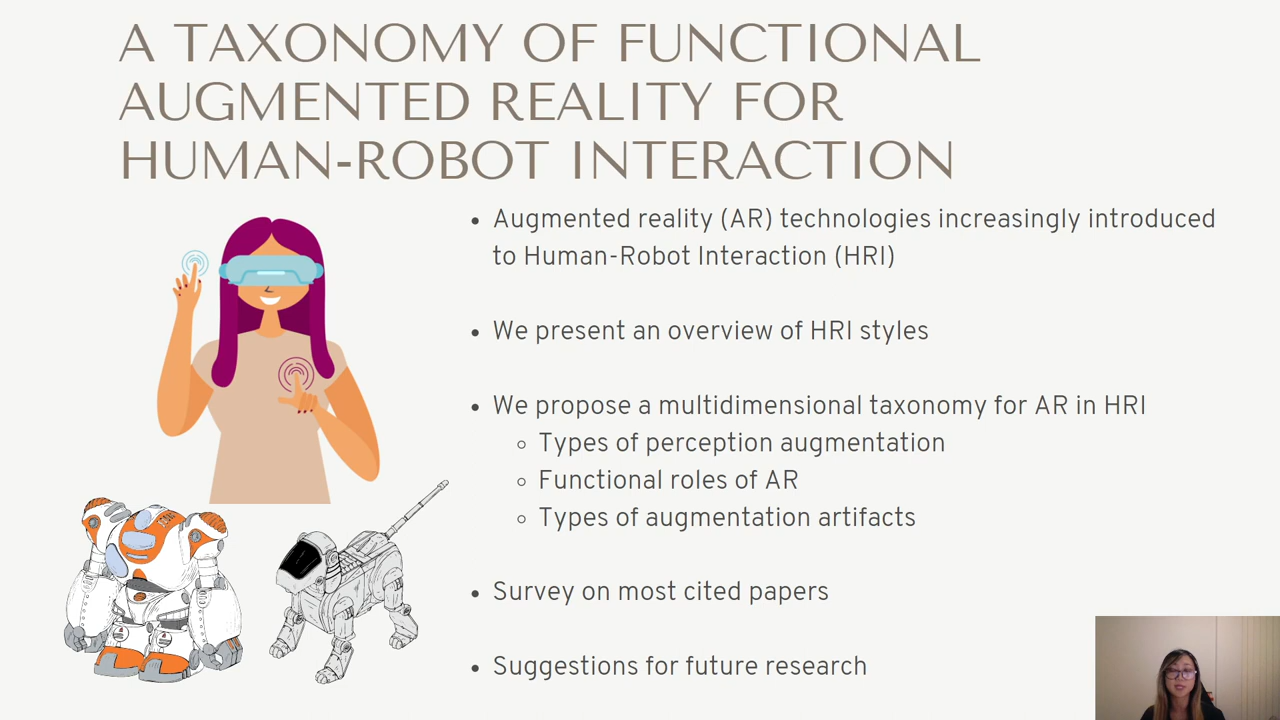 A TAXONOMY OF FUNCTIONAL
AUGMENTED REALITY FOR
HUMAN-ROBOT INTERACTION
• Augmented reality (AR) technologies increasingly introduced
to Human-Robot Interaction (HRI)
• We present an overview of HRI styles
• We propose a multidimensional taxonomy for AR in HRI
◦ Types of perception augmentation
◦ Functional roles of AR
◦ Types of augmentation artifacts
• Survey on most cited papers
• Suggestions for future research